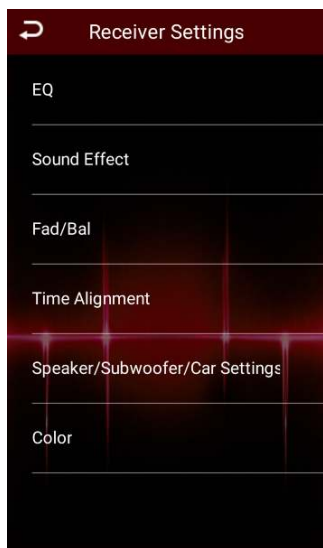 Receiver Settings
EQ
Sound Effect
Fad/Bal
Time Alignment
Speaker/Subwoofer/Car Settings
Color